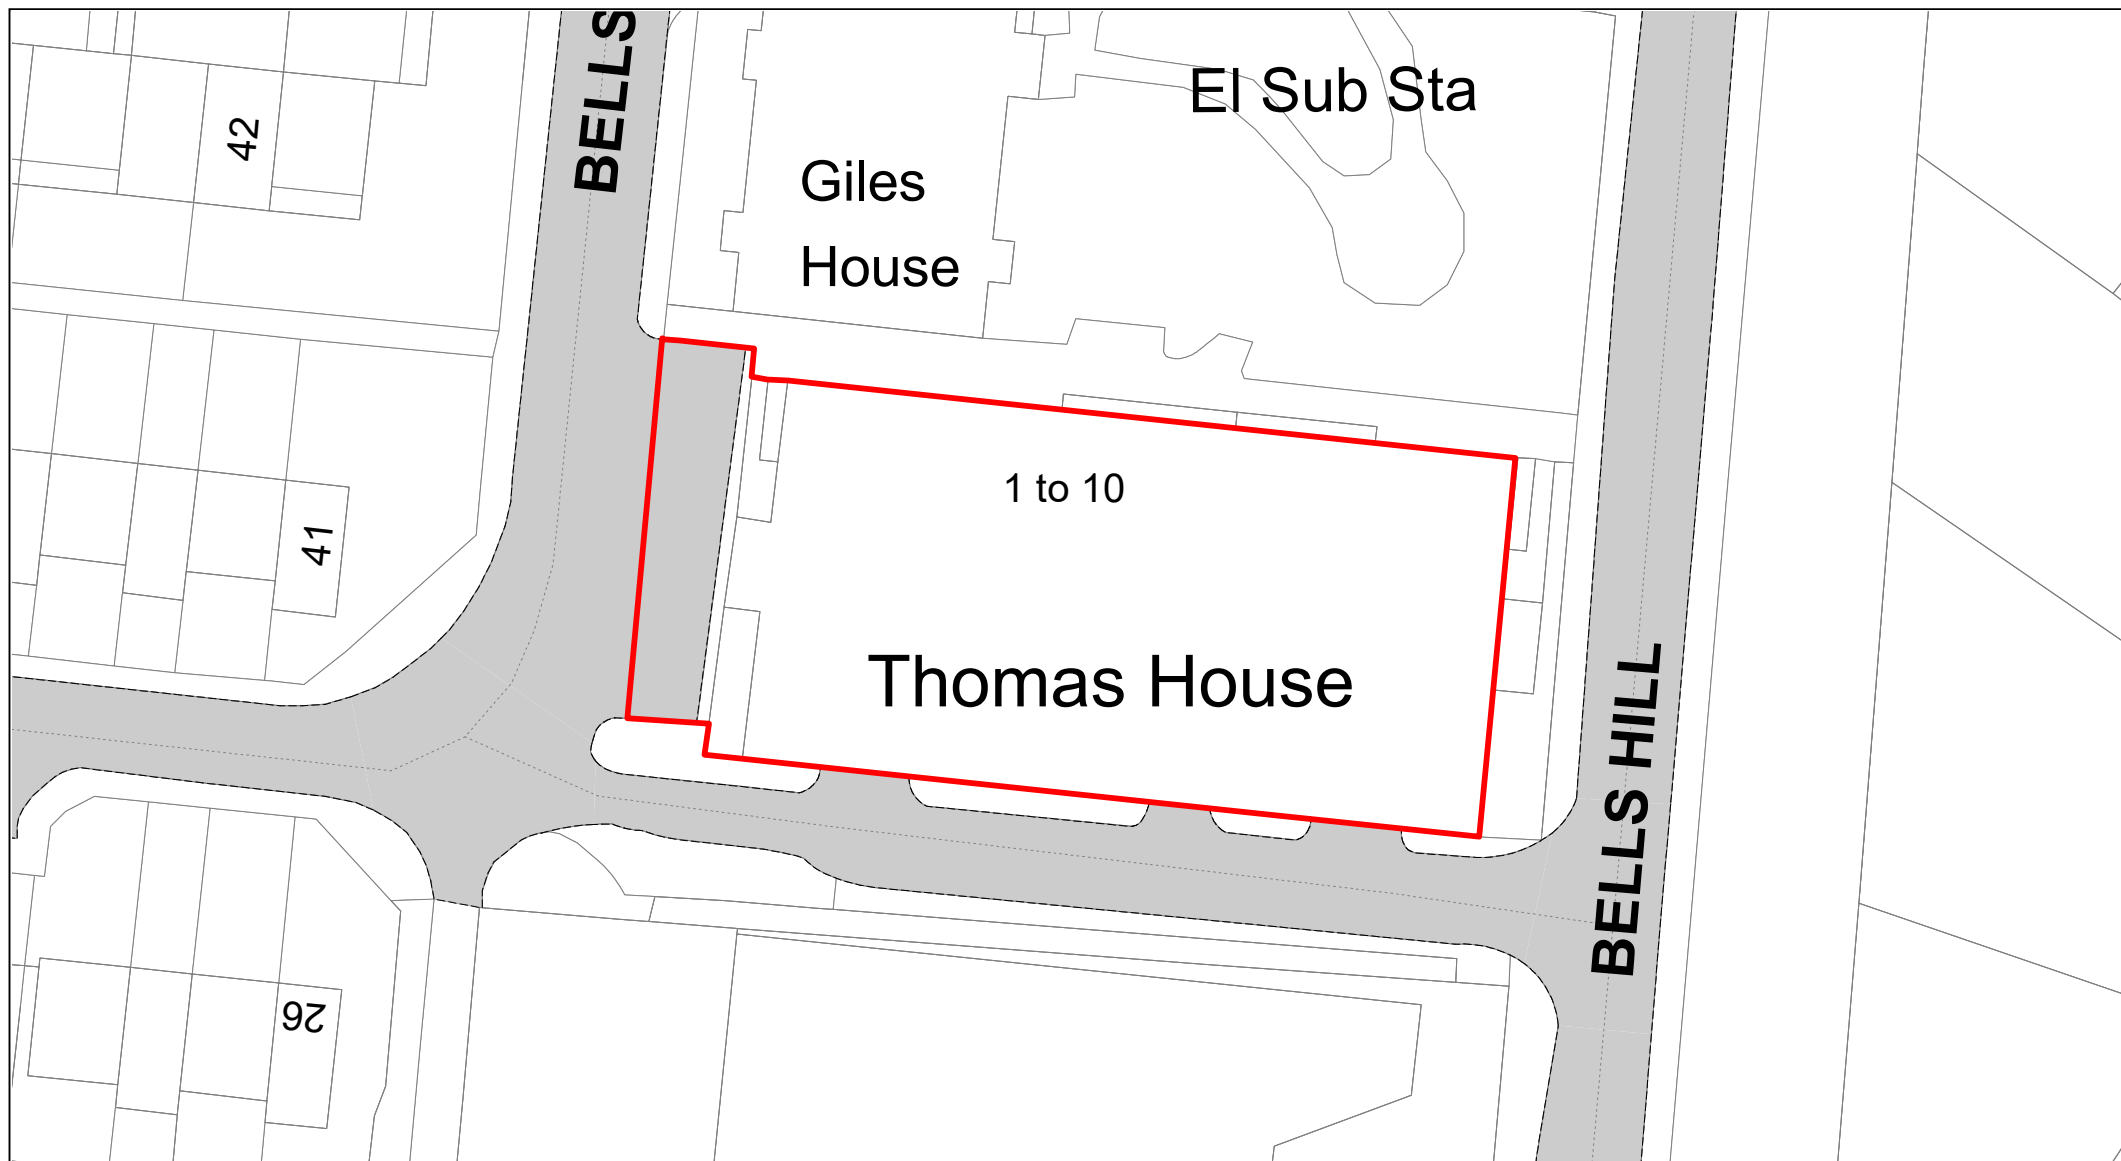 BELLS
El Sub Sta
42
Giles
House
1 to 10
41
Thomas House
BELLS HILL
26